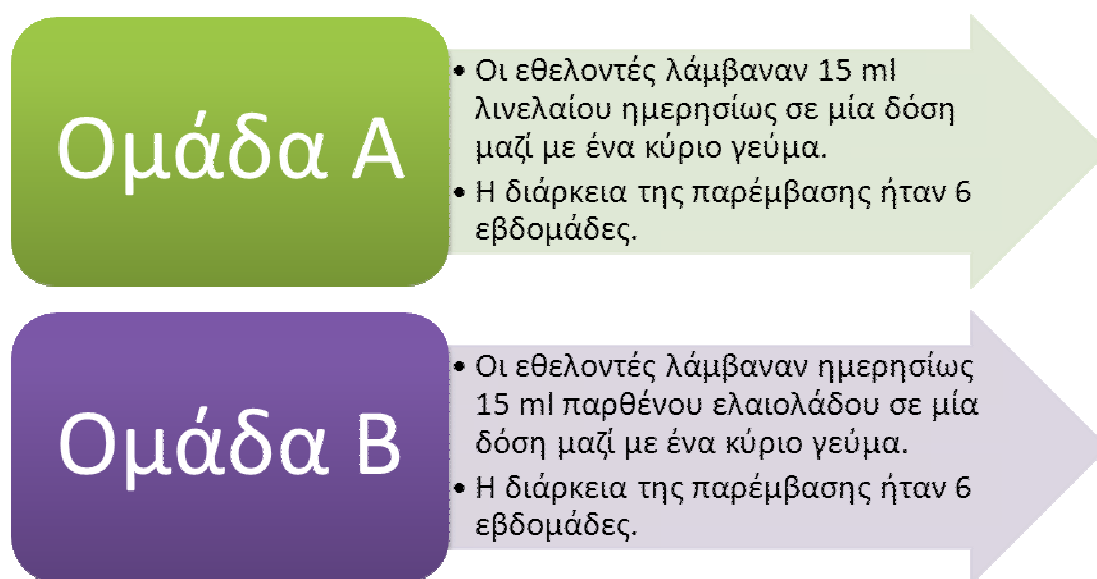 Ομάδα Α
• Οι εθελοντές λάμβαναν 15 ml
λινελαίου ημερησίως σε μία δόση
μαζί με ένα κύριο γεύμα.
• Η διάρκεια της παρέμβασης ήταν 6
εβδομάδες.
Ομάδα Β
• Οι εθελοντές λάμβαναν ημερησίως
15 ml παρθένου ελαιολάδου σε μία
δόση μαζί με ένα κύριο γεύμα.
• Η διάρκεια της παρέμβασης ήταν 6
εβδομάδες.